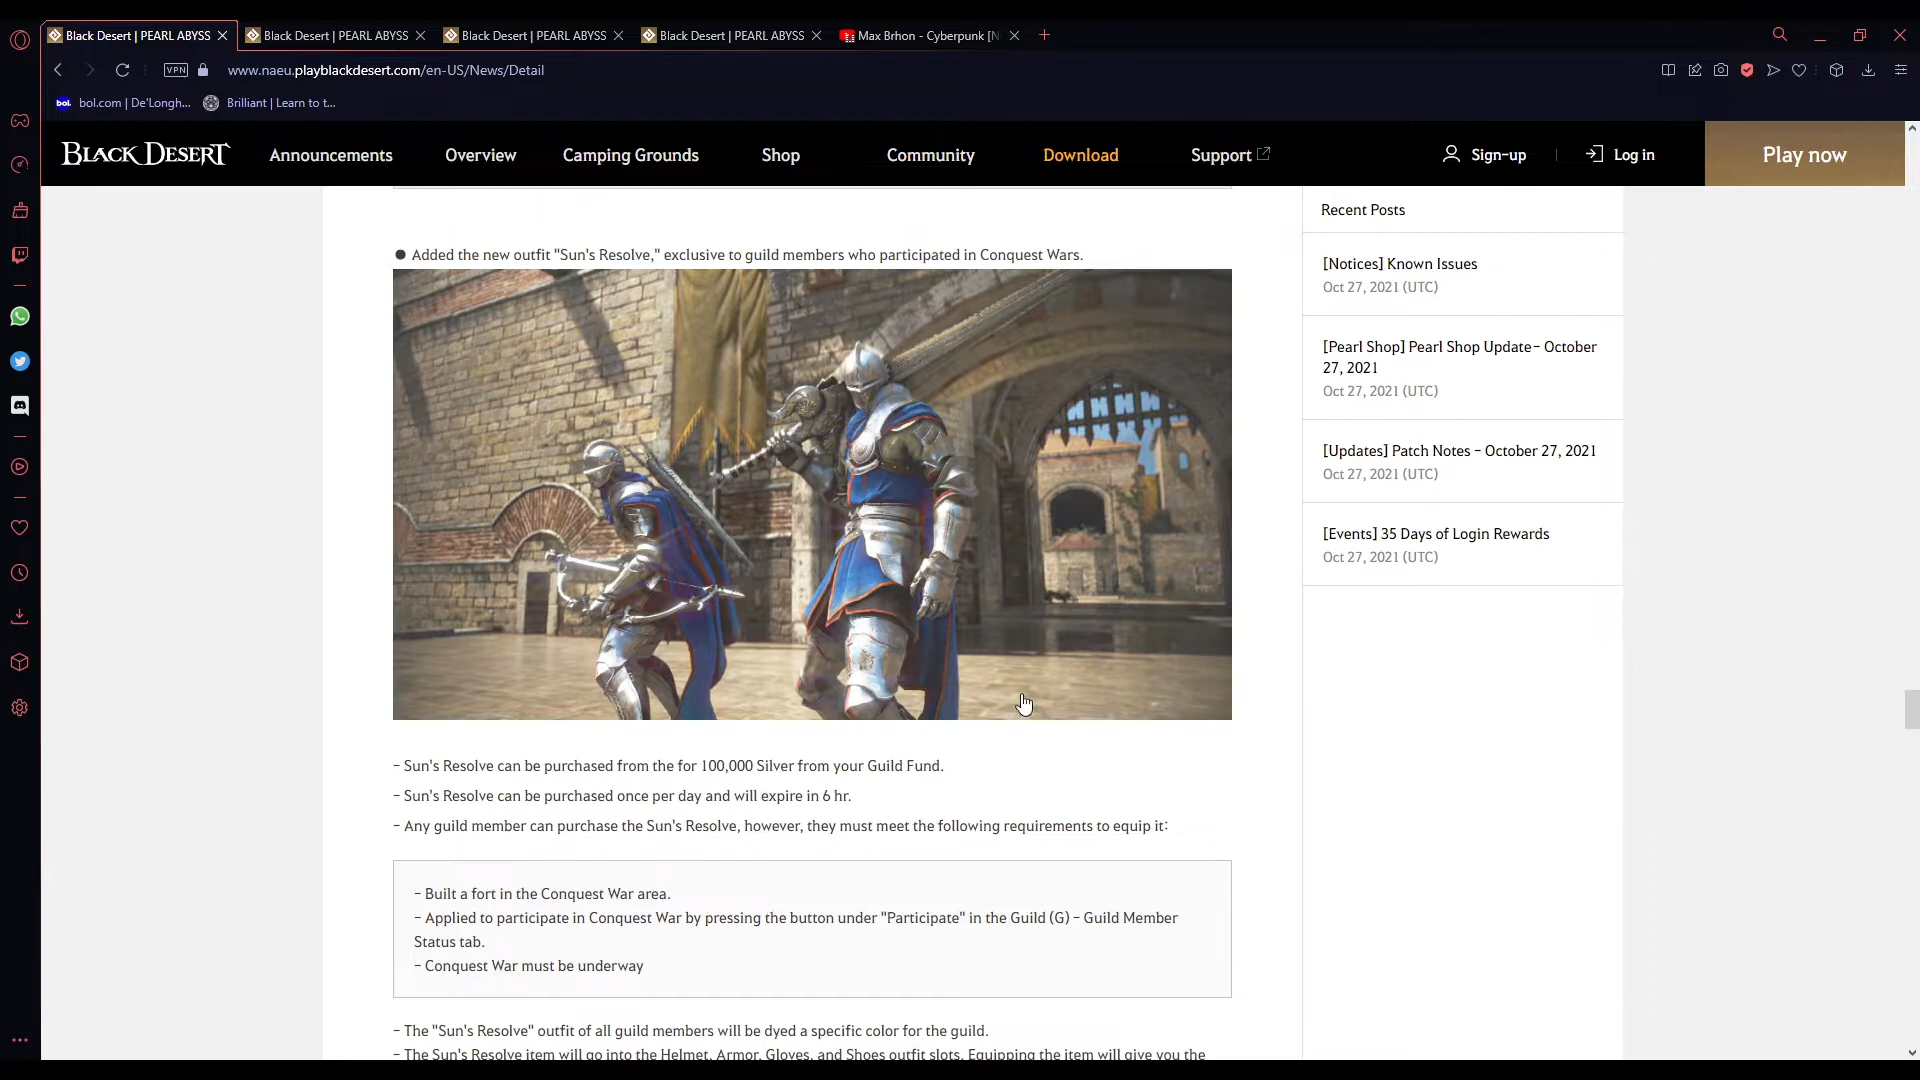 Black Desert | PEARL ABYSS
Black Desert | PEARL ABYSS
Black Desert | PEARL ABYSS
Black Desert | PEARL ABYSS
Max Brhon - Cyberpunk [N
VPN
www.naeu.playblackdesert.com/en-US/News/Detail
bol.
bol.com | De'Longh...
Brilliant | Learn to t...
BLACK DESERT
Announcements
Overview
Camping Grounds
Shop
Community
Download
Support
Sign-up
Log in
Play now
● Added the new outfit "Sun's Resolve," exclusive to guild members who participated in Conquest Wars.
- Sun's Resolve can be purchased from the for 100,000 Silver from your Guild Fund.
- Sun's Resolve can be purchased once per day and will expire in 6 hr.
- Any guild member can purchase the Sun's Resolve, however, they must meet the following requirements to equip it:
- Built a fort in the Conquest War area.
- Applied to participate in Conquest War by pressing the button under "Participate" in the Guild (G) - Guild Member
Status tab.
- Conquest War must be underway
- The "Sun's Resolve" outfit of all guild members will be dyed a specific color for the guild.
- The Sun's Resolve item will go into the Helmet, Armor, Gloves, and Shoes outfit slots. Equipping the item will give you the
Recent Posts
[Notices] Known Issues
Oct 27, 2021 (UTC)
[Pearl Shop] Pearl Shop Update - October
27, 2021
Oct 27, 2021 (UTC)
[Updates] Patch Notes - October 27, 2021
Oct 27, 2021 (UTC)
[Events] 35 Days of Login Rewards
Oct 27, 2021 (UTC)